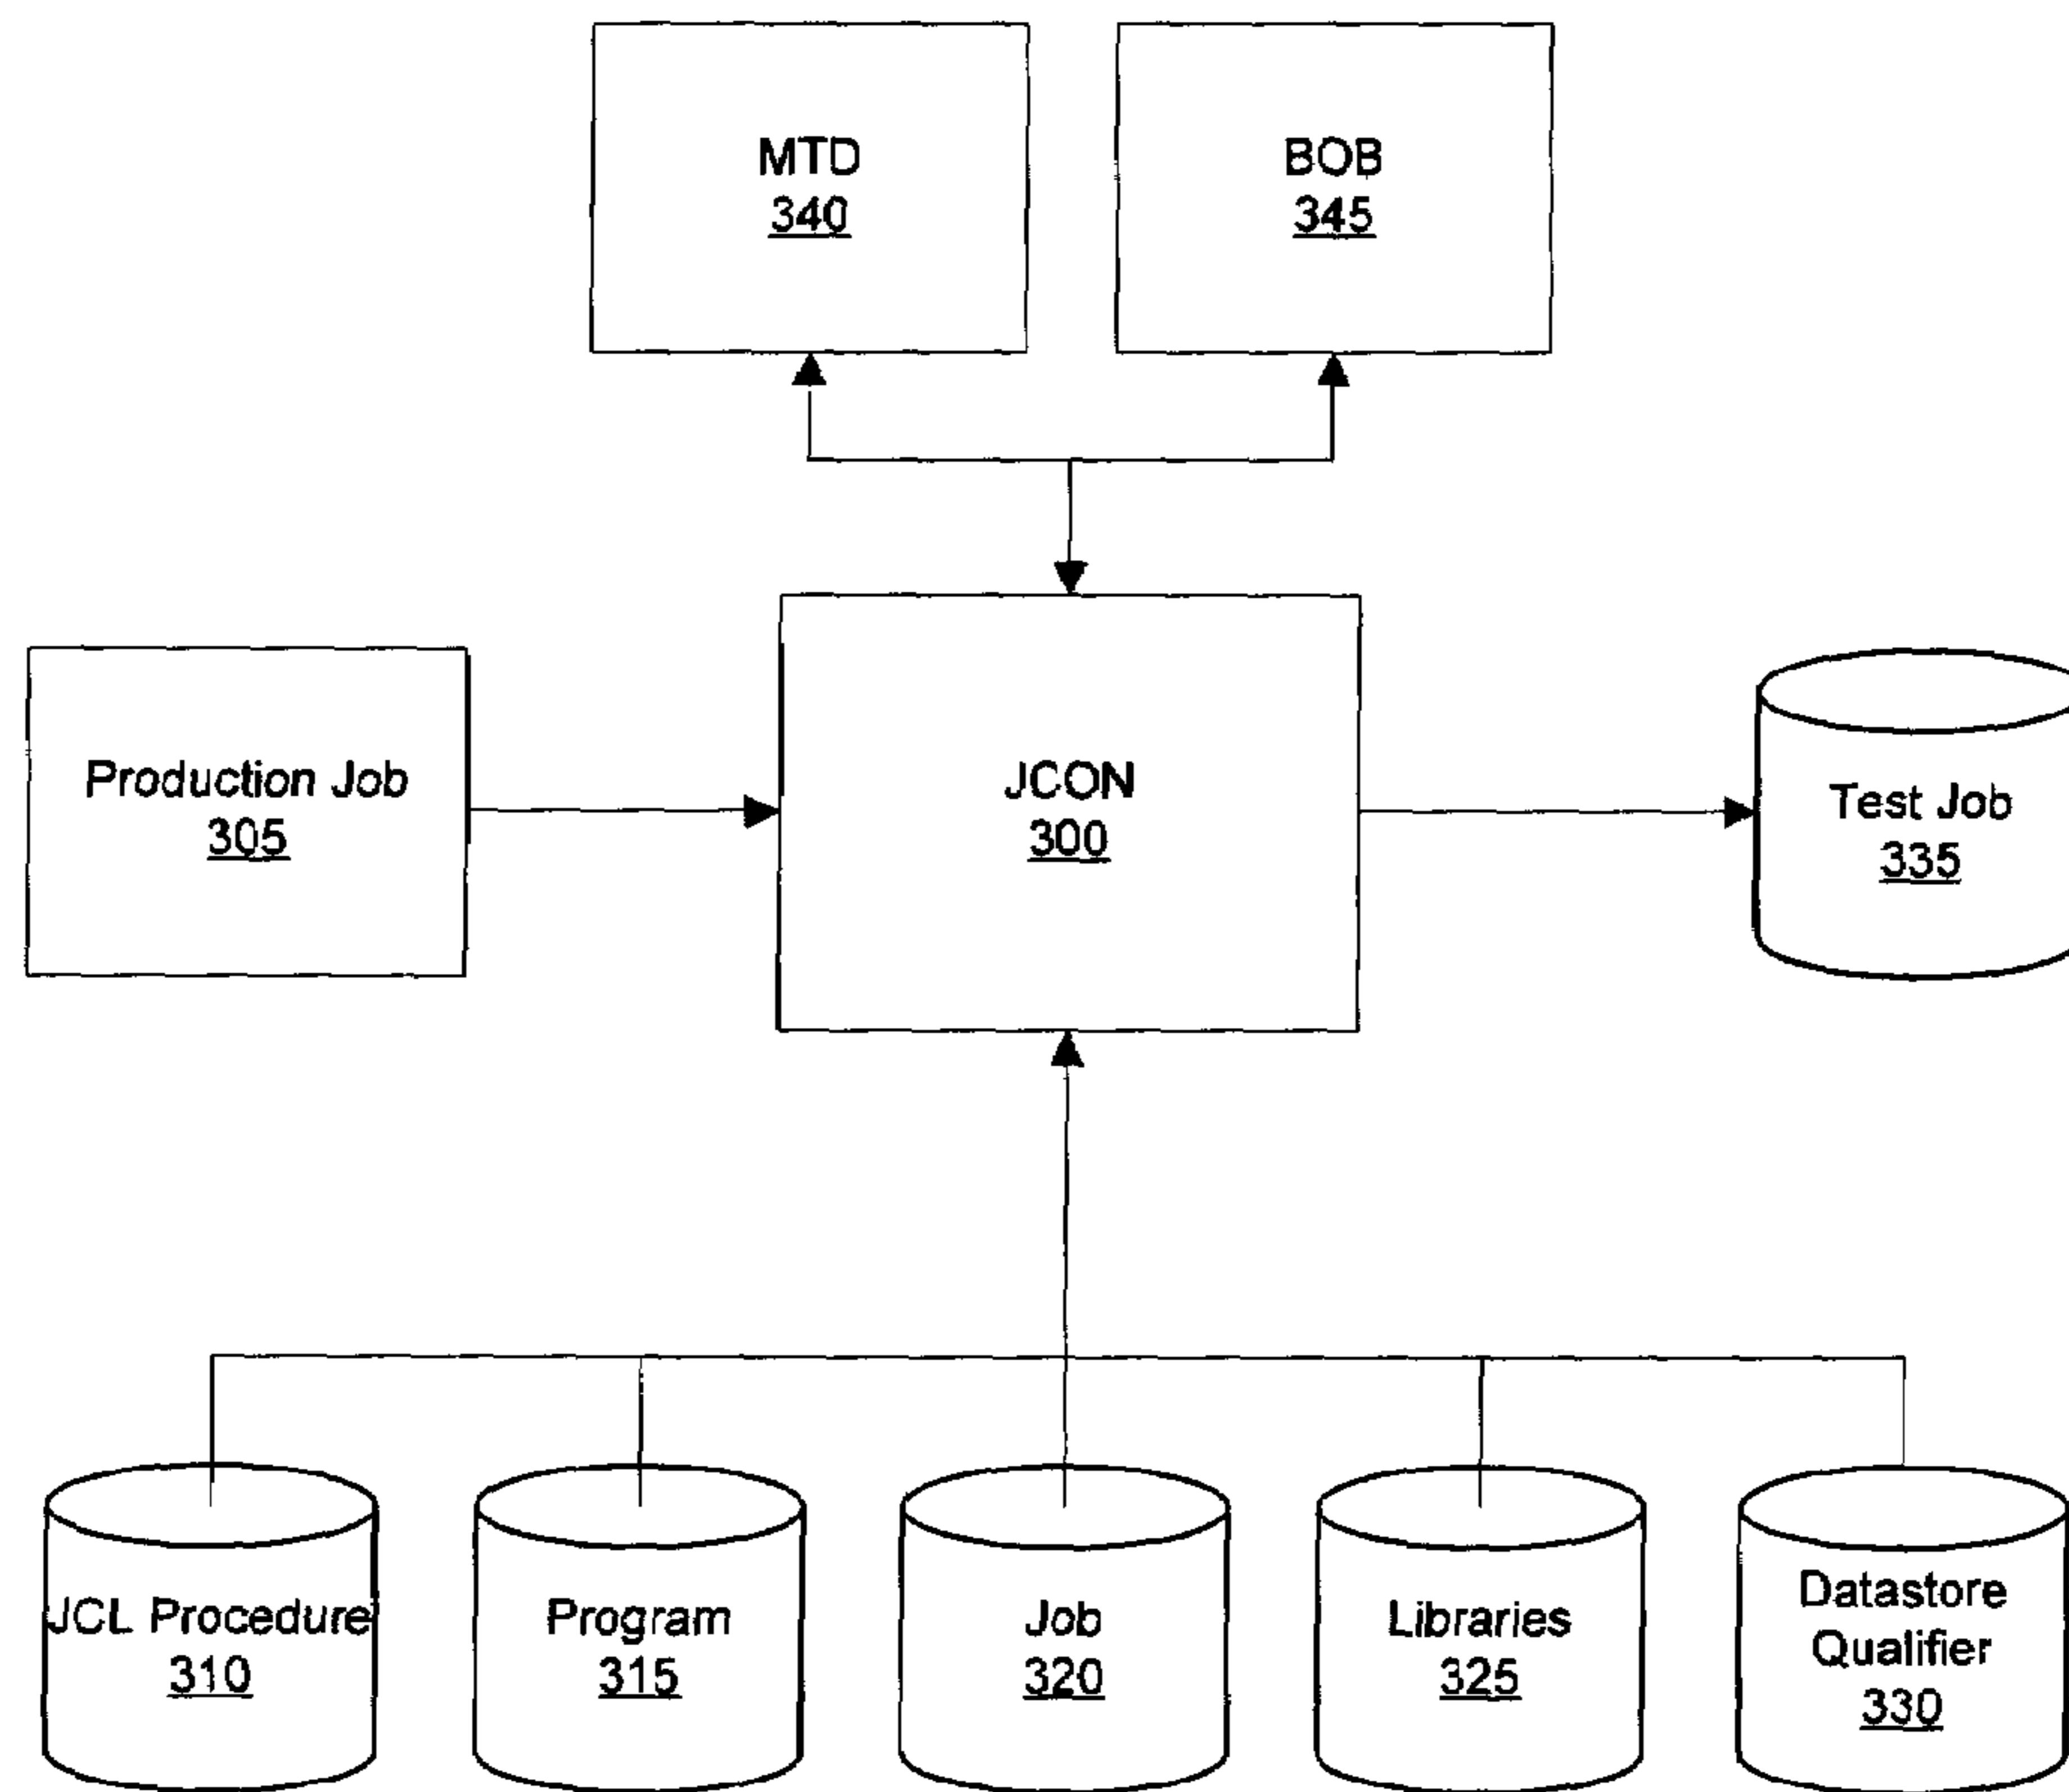 MTD
340
BOB
345
Production Job
305
JCON
300
Test Job
335
JCL Procedure
310
Program
315
Job
320
Libraries
325
Datastore
Qualifier
330